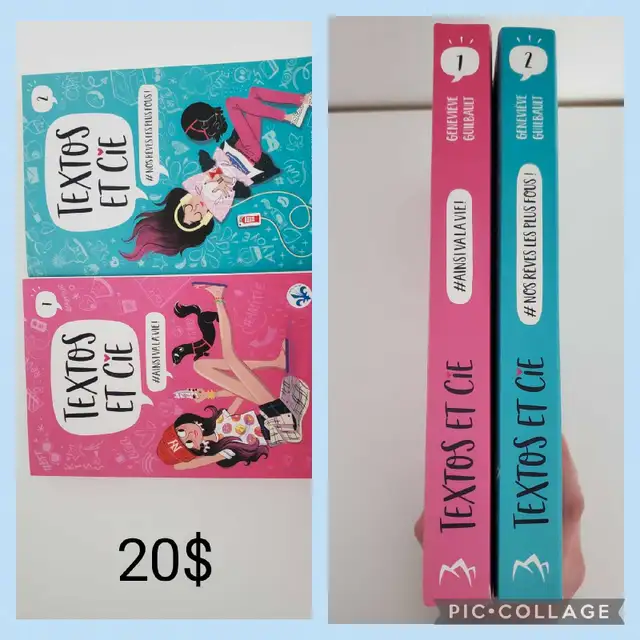 2
TEXTOS
ET CIE
#NOS RÊVES LES PLUS FOUS!
1
TEXTOS
ET CIE
#AINSI VA LA VIE!
20$
1
GENEVIÈVE
GUILBAULT
#AINSI VA LA VIE!
TEXTOS ET CIE
2
GENEVIÈVE
GUILBAULT
#NOS RÊVES LES PLUS FOUS!
TEXTOS ET CIE
PIC•COLLAGE